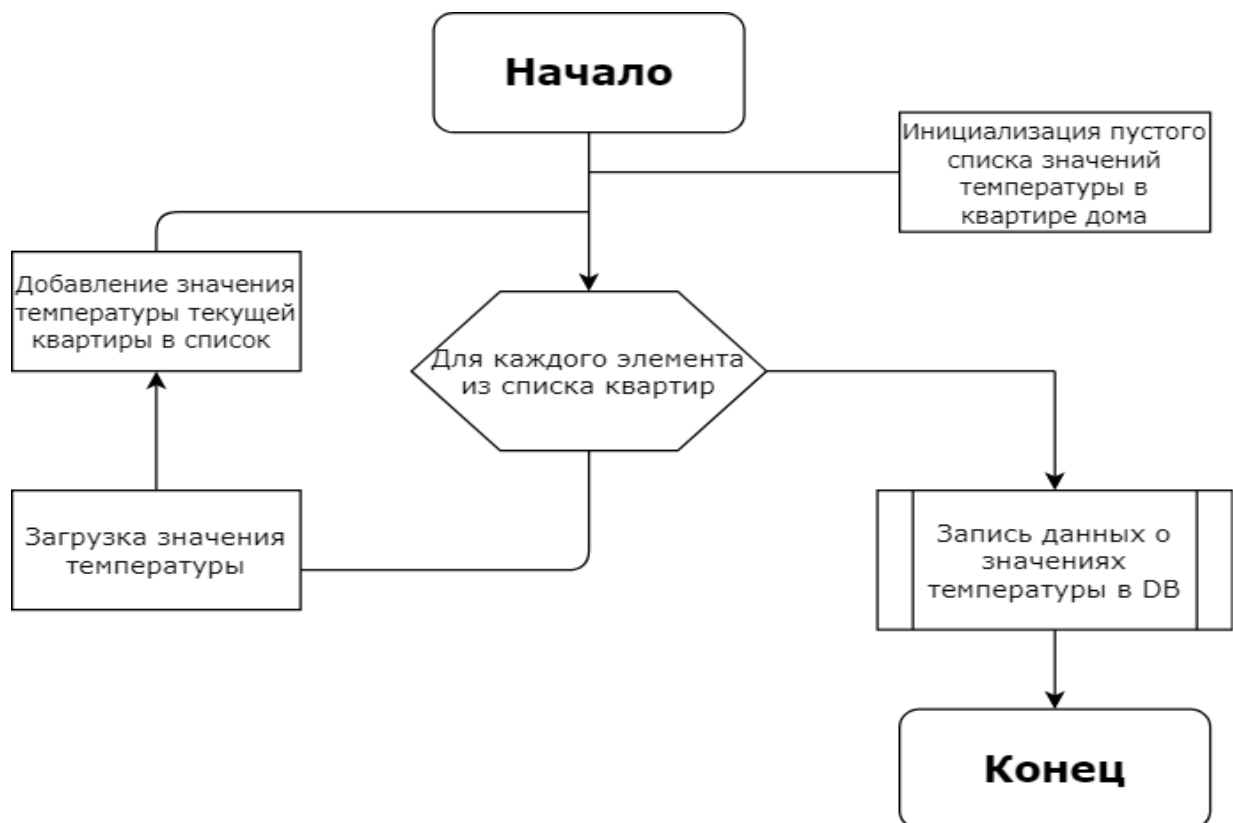 Начало
Инициализация пустого
списка значений
температуры в
квартире дома
Добавление значения
температуры текущей
квартиры в список
Для каждого элемента
из списка квартир
Загрузка значения
температуры
Запись данных о
значениях
температуры в DB
Конец